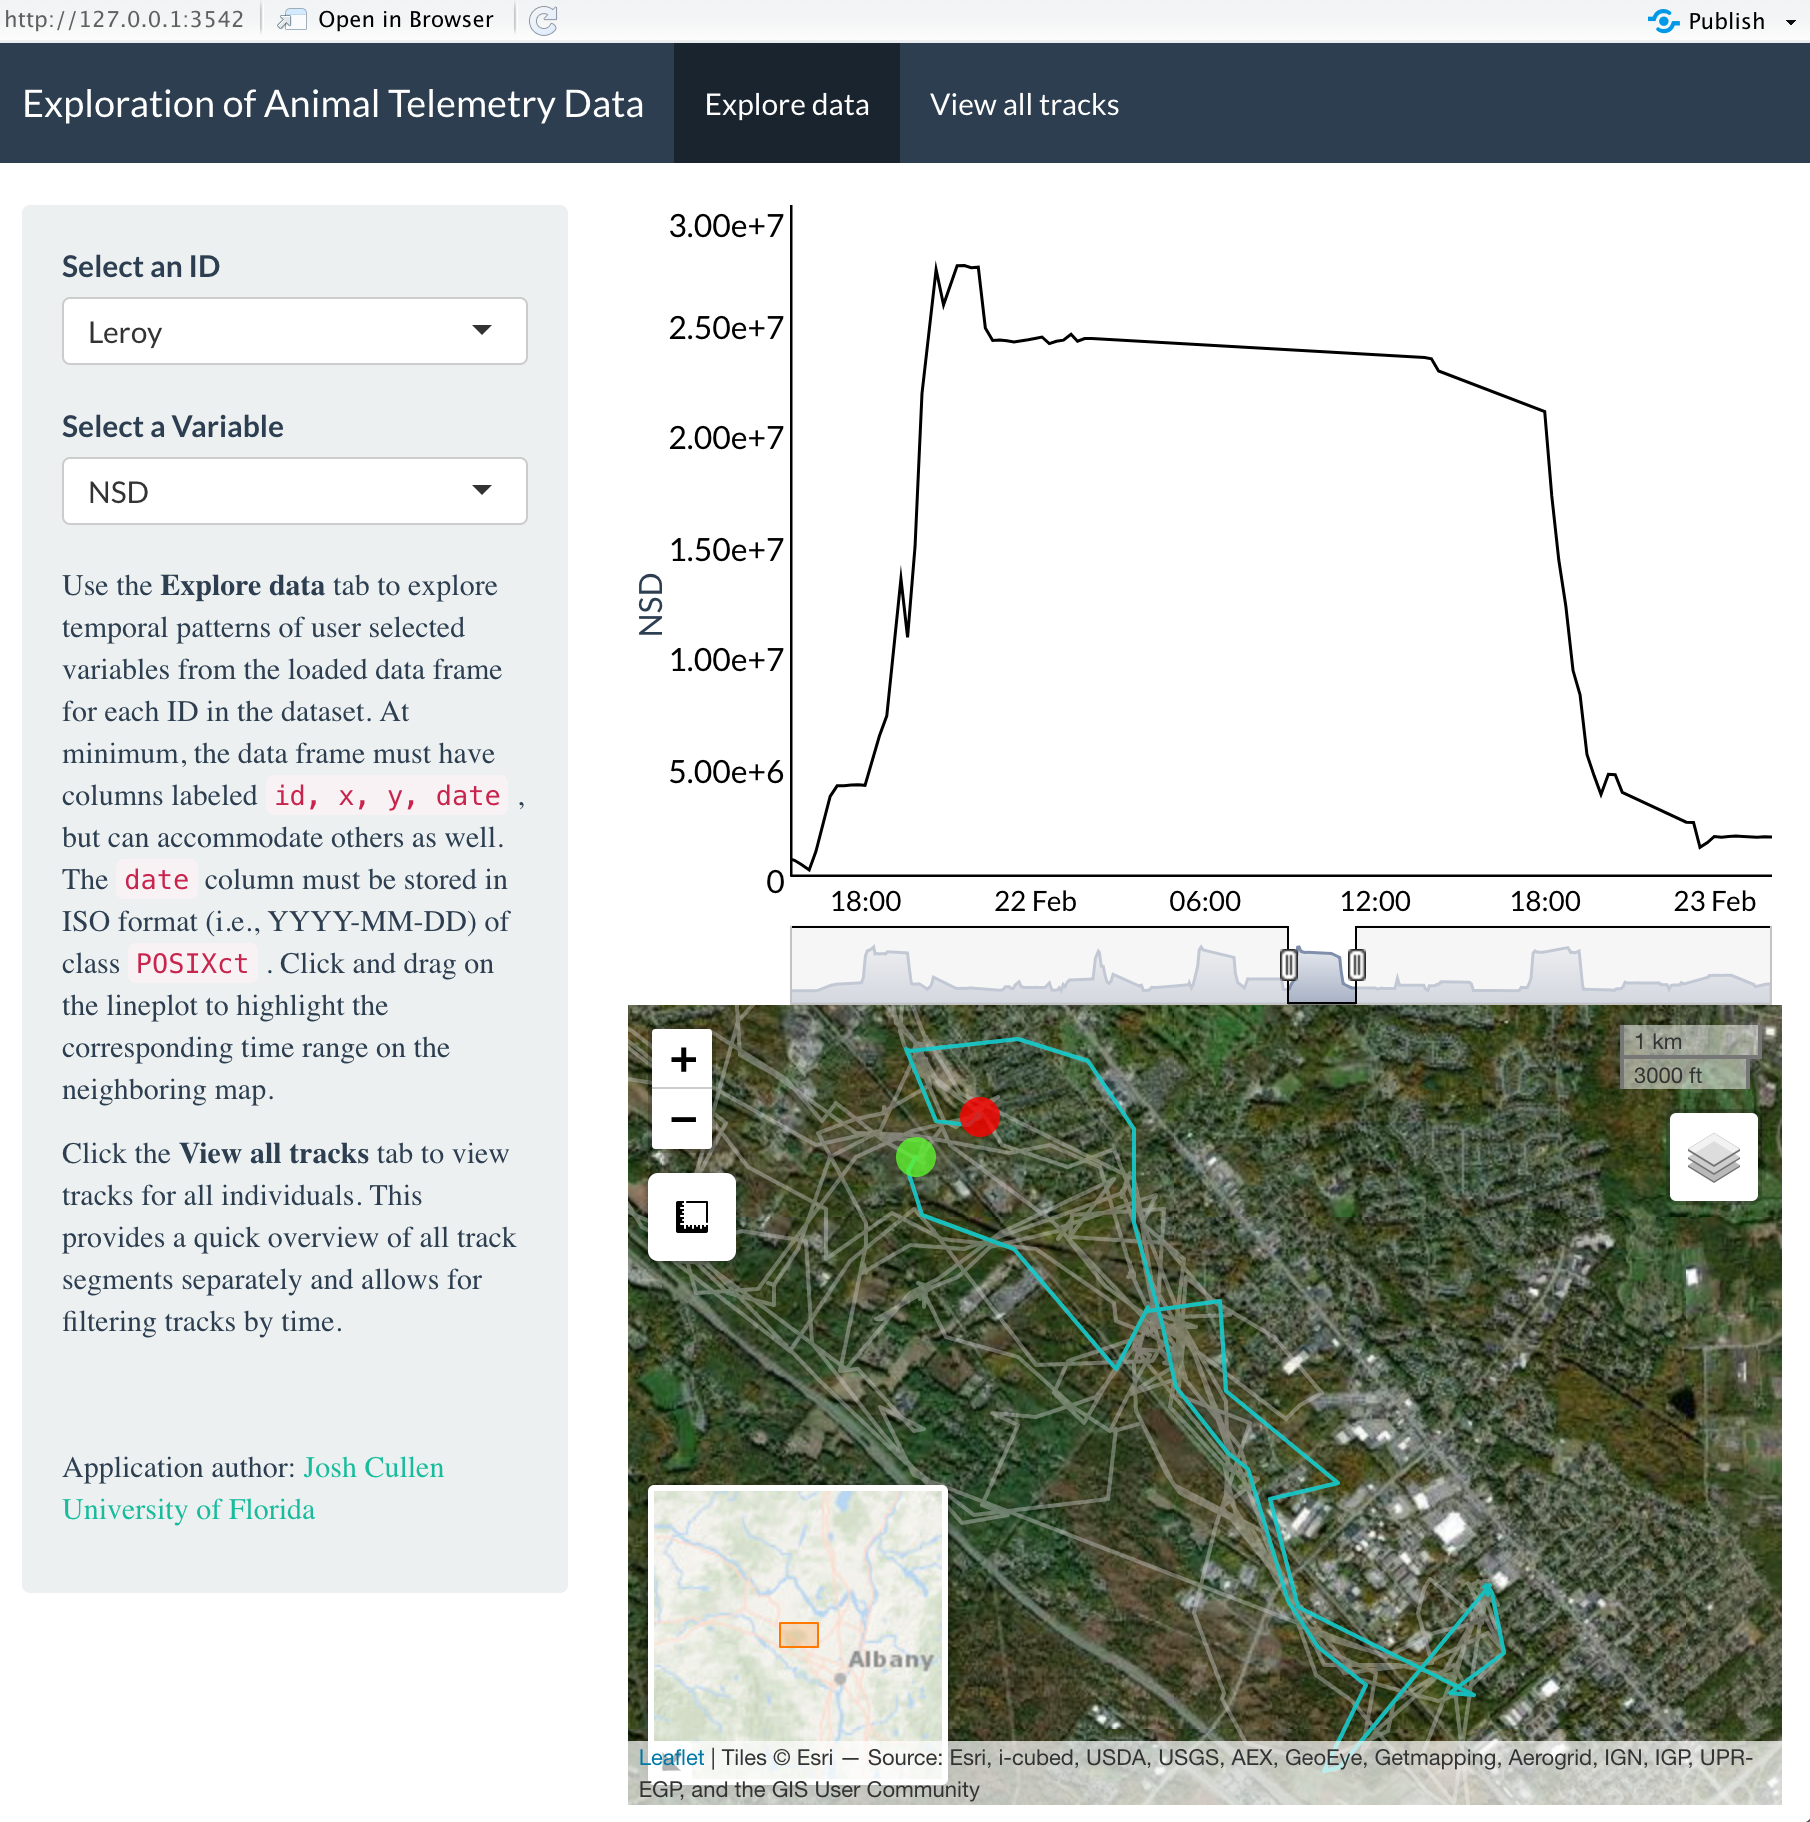 http://127.0.0.1:3542 Open in Browser Publish
Exploration of Animal Telemetry Data Explore data View all tracks
Select an ID
Leroy
Select a Variable
NSD
Use the Explore data tab to explore
temporal patterns of user selected
variables from the loaded data frame
for each ID in the dataset. At
minimum, the data frame must have
columns labeled id, x, y, date ,
but can accommodate others as well.
The date column must be stored in
ISO format (i.e., YYYY-MM-DD) of
class POSIXct . Click and drag on
the lineplot to highlight the
corresponding time range on the
neighboring map.
Click the View all tracks tab to view
tracks for all individuals. This
provides a quick overview of all track
segments separately and allows for
filtering tracks by time.
Application author: Josh Cullen
University of Florida
NSD
3.00e+7
2.50e+7
2.00e+7
1.50e+7
1.00e+7
5.00e+6
0
18:00 22 Feb 06:00 12:00 18:00 23 Feb
+
−
1 km
3000 ft
Albany
Leaflet | Tiles © Esri — Source: Esri, i-cubed, USDA, USGS, AEX, GeoEye, Getmapping, Aerogrid, IGN, IGP, UPR-
EGP, and the GIS User Community